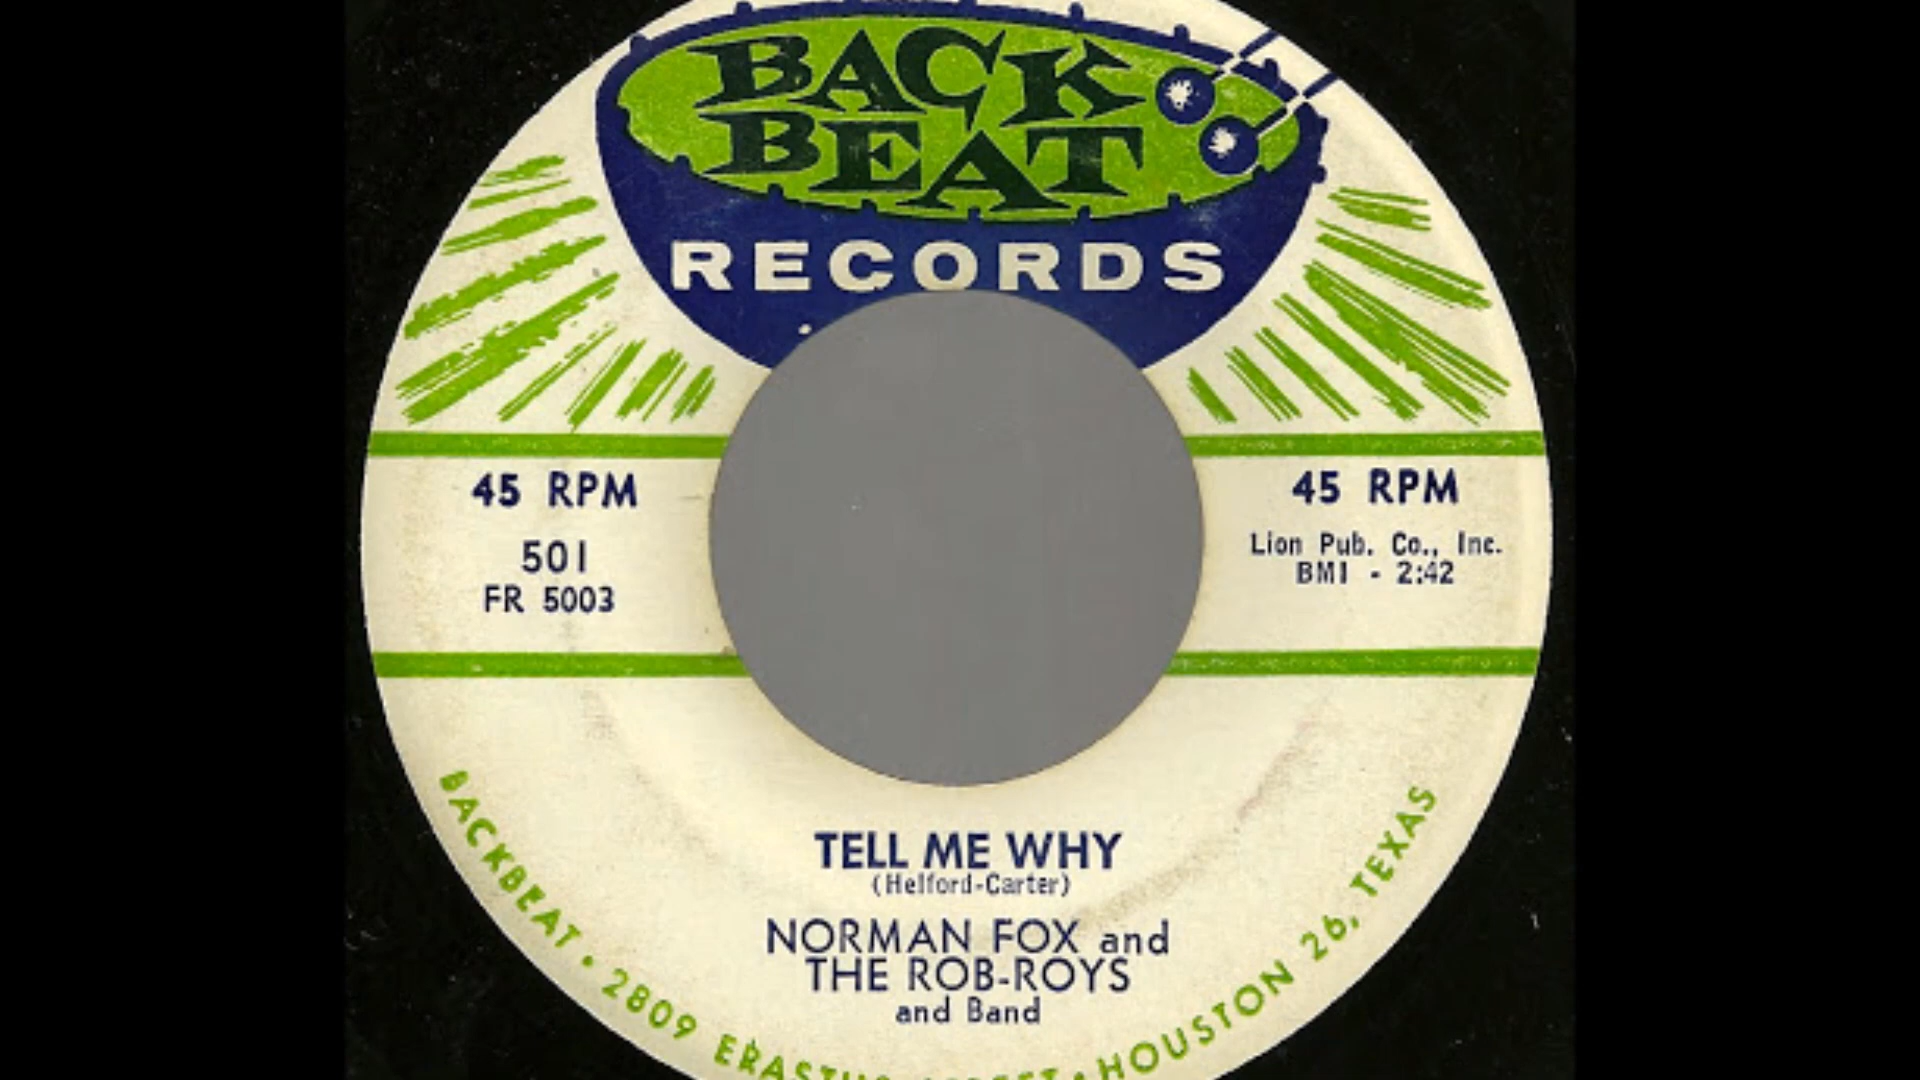 BACK
BEAT
RECORDS
45 RPM
501
FR 5003
45 RPM
Lion Pub. Co., Inc.
BMI - 2:42
TELL ME WHY
(Helford-Carter)
NORMAN FOX and
THE ROB-ROYS
and Band
BACKBEAT • 2809 ERASTUS STREET • HOUSTON 26, TEXAS